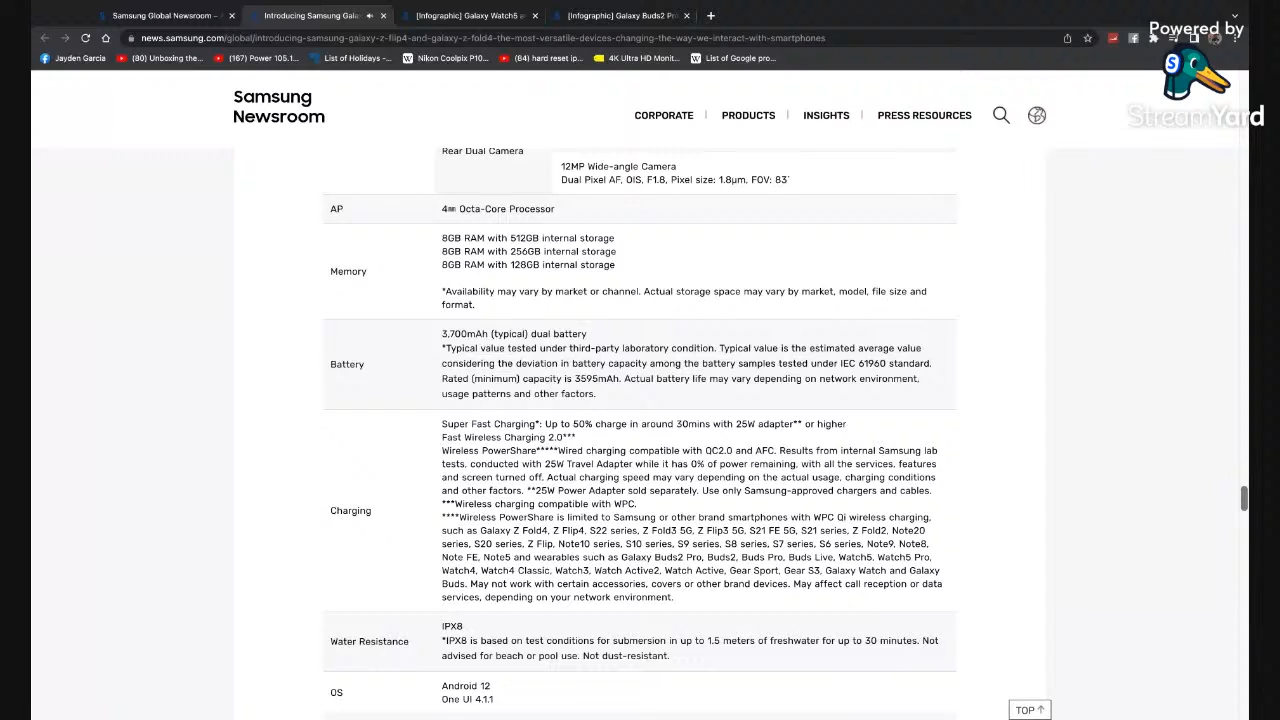 Samsung Global Newsroom –
Introducing Samsung Gala
[Infographic] Galaxy Watch5 a
[Infographic] Galaxy Buds2 Pro
news.samsung.com/global/introducing-samsung-galaxy-z-flip4-and-galaxy-z-fold4-the-most-versatile-devices-changing-the-way-we-interact-with-smartphones
Powered by
StreamYard
Jayden Garcia
(80) Unboxing the...
(167) Power 105.1...
List of Holidays -...
Nikon Coolpix P10...
(64) hard reset ip...
4K Ultra HD Monit...
List of Google pro...
Samsung
Newsroom
CORPORATE
PRODUCTS
INSIGHTS
PRESS RESOURCES
Rear Dual Camera
12MP Wide-angle Camera
Dual Pixel AF, OIS, F1.8, Pixel size: 1.8μm, FOV: 83˚
AP
4㎚ Octa-Core Processor
Memory
8GB RAM with 512GB internal storage
8GB RAM with 256GB internal storage
8GB RAM with 128GB internal storage
*Availability may vary by market or channel. Actual storage space may vary by market, model, file size and
format.
Battery
3,700mAh (typical) dual battery
*Typical value tested under third-party laboratory condition. Typical value is the estimated average value
considering the deviation in battery capacity among the battery samples tested under IEC 61960 standard.
Rated (minimum) capacity is 3595mAh. Actual battery life may vary depending on network environment,
usage patterns and other factors.
Charging
Super Fast Charging*: Up to 50% charge in around 30mins with 25W adapter** or higher
Fast Wireless Charging 2.0***
Wireless PowerShare*****Wired charging compatible with QC2.0 and AFC. Results from internal Samsung lab
tests, conducted with 25W Travel Adapter while it has 0% of power remaining, with all the services, features
and screen turned off. Actual charging speed may vary depending on the actual usage, charging conditions
and other factors. **25W Power Adapter sold separately. Use only Samsung-approved chargers and cables.
***Wireless charging compatible with WPC.
****Wireless PowerShare is limited to Samsung or other brand smartphones with WPC Qi wireless charging,
such as Galaxy Z Fold4, Z Flip4, S22 series, Z Fold3 5G, Z Flip3 5G, S21 FE 5G, S21 series, Z Fold2, Note20
series, S20 series, Z Flip, Note10 series, S10 series, S9 series, S8 series, S7 series, S6 series, Note9, Note8,
Note FE, Note5 and wearables such as Galaxy Buds2 Pro, Buds2, Buds Pro, Buds Live, Watch5, Watch5 Pro,
Watch4, Watch4 Classic, Watch3, Watch Active2, Watch Active, Gear Sport, Gear S3, Galaxy Watch and Galaxy
Buds. May not work with certain accessories, covers or other brand devices. May affect call reception or data
services, depending on your network environment.
Water Resistance
IPX8
*IPX8 is based on test conditions for submersion in up to 1.5 meters of freshwater for up to 30 minutes. Not
advised for beach or pool use. Not dust-resistant.
OS
Android 12
One UI 4.1.1
TOP